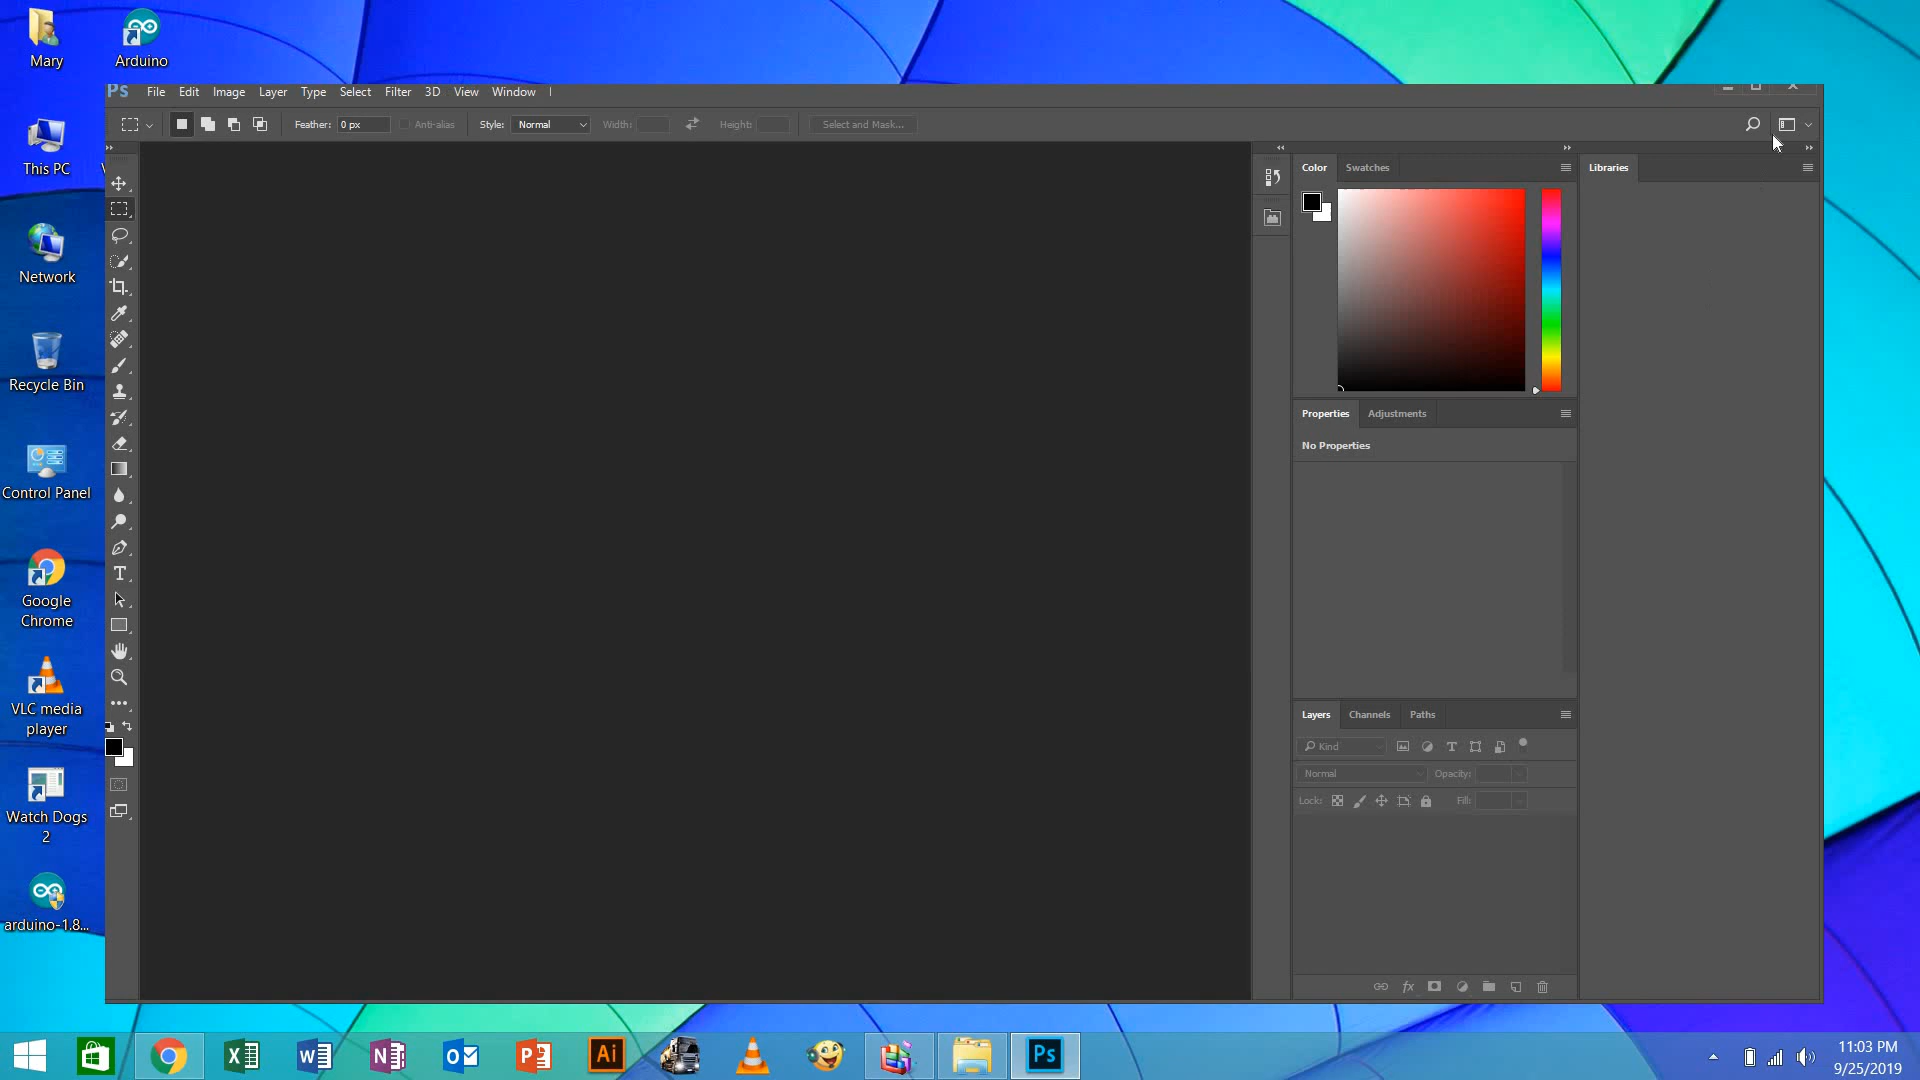 Mary
Arduino
This PC
Network
Recycle Bin
Control Panel
Google
Chrome
VLC media
player
Watch Dogs
2
arduino-1.8...
Ps
File Edit Image Layer Type Select Filter 3D View Window
Feather: 0 px Anti-alias Style: Normal Width: Height: Select and Mask...
Color Swatches
Libraries
Properties Adjustments
No Properties
Layers Channels Paths
Kind
Normal Opacity:
Lock: Fill:
fx
Ai
Ps
11:03 PM
9/25/2019